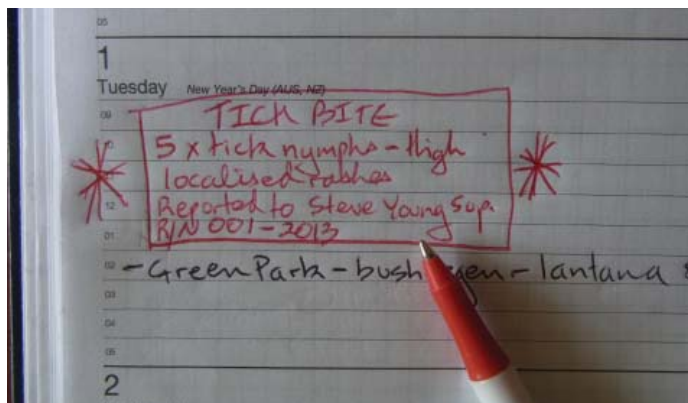 05
1
Tuesday New Year's Day (AUS, NZ)
09
TICK BITE
5 x tick nymphs - thigh
localised rashes
12
Reported to Steve Young Sup.
01
R/N 001-2013
02
- Green Park - bush - lantana
03
04
05
2